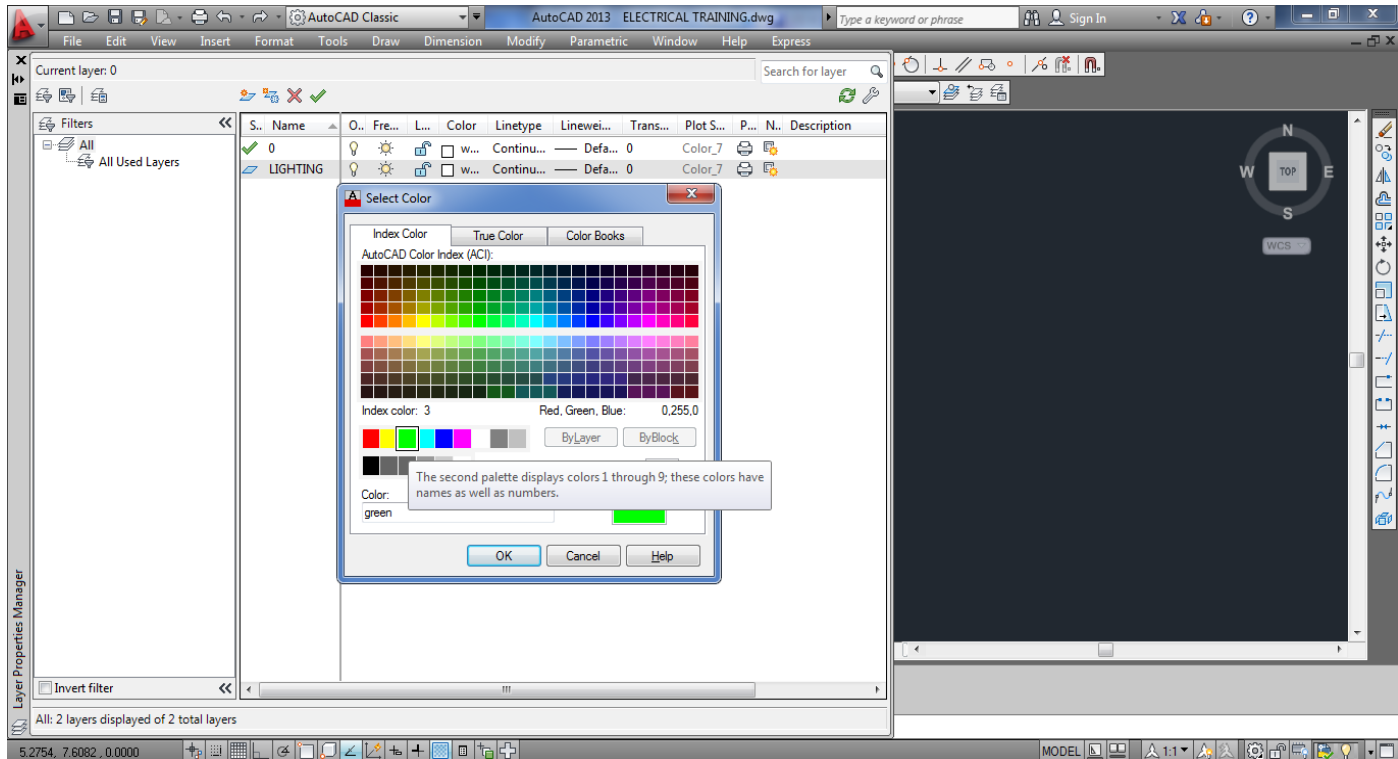 AutoCAD Classic
AutoCAD 2013 ELECTRICAL TRAINING.dwg
Type a keyword or phrase
Sign In
File Edit View Insert Format Tools Draw Dimension Modify Parametric Window Help Express
Current layer: 0
Search for layer
Filters
S.. Name O.. Fre... L... Color Linetype Linewei... Trans... Plot S... P... N.. Description
All
All Used Layers
0 w... Continu... Defa... 0 Color_7
LIGHTING w... Continu... Defa... 0 Color_7
Select Color
Index Color True Color Color Books
AutoCAD Color Index (ACI):
Index color: 3 Red, Green, Blue: 0,255,0
ByLayer ByBlock
The second palette displays colors 1 through 9; these colors have
names as well as numbers.
Color:
green
OK Cancel Help
N
W TOP E
S
WCS
Layer Properties Manager
Invert filter
All: 2 layers displayed of 2 total layers
5.2754, 7.6082, 0.0000
MODEL 1:1